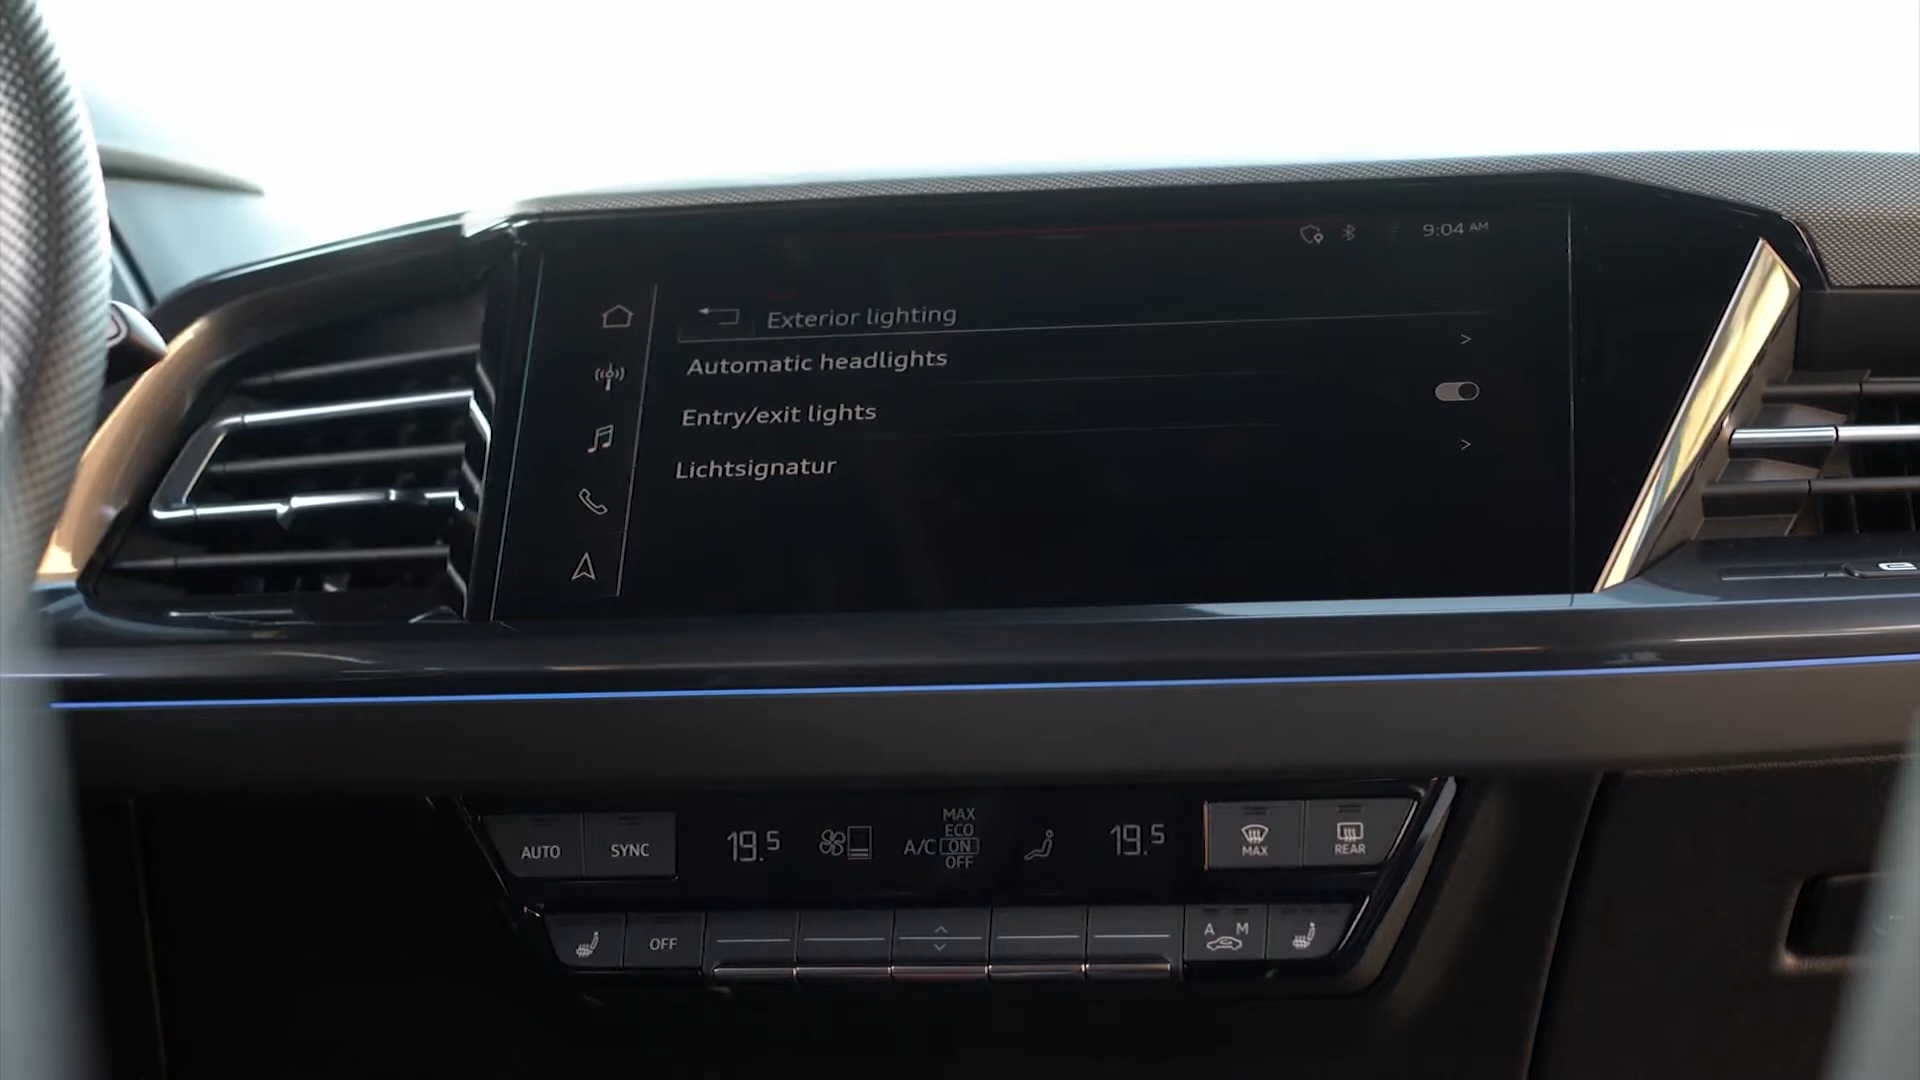 9:04 AM
Exterior lighting
Automatic headlights
Entry/exit lights
Lichtsignatur
AUTO
SYNC
19.5
A/C
MAX
ECO
ON
OFF
19.5
MAX
REAR
OFF
A M